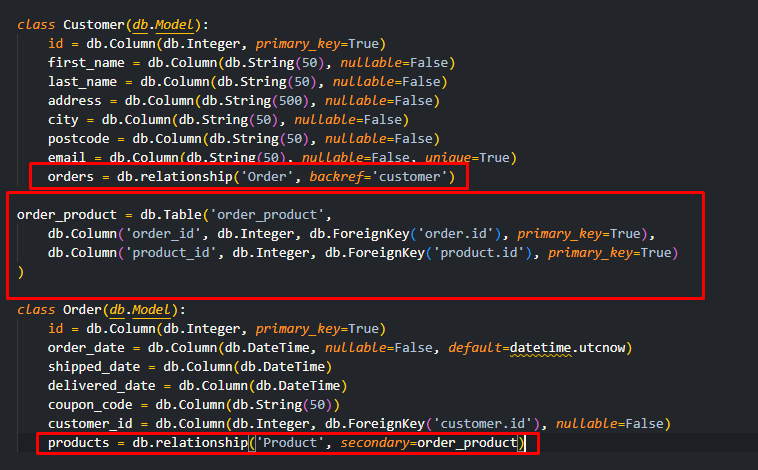 class Customer(db.Model):
    id = db.Column(db.Integer, primary_key=True)
    first_name = db.Column(db.String(50), nullable=False)
    last_name = db.Column(db.String(50), nullable=False)
    address = db.Column(db.String(500), nullable=False)
    city = db.Column(db.String(50), nullable=False)
    postcode = db.Column(db.String(50), nullable=False)
    email = db.Column(db.String(50), nullable=False, unique=True)
    orders = db.relationship('Order', backref='customer')
order_product = db.Table('order_product',
    db.Column('order_id', db.Integer, db.ForeignKey('order.id'), primary_key=True),
    db.Column('product_id', db.Integer, db.ForeignKey('product.id'), primary_key=True)
)
class Order(db.Model):
    id = db.Column(db.Integer, primary_key=True)
    order_date = db.Column(db.DateTime, nullable=False, default=datetime.utcnow)
    shipped_date = db.Column(db.DateTime)
    delivered_date = db.Column(db.DateTime)
    coupon_code = db.Column(db.String(50))
    customer_id = db.Column(db.Integer, db.ForeignKey('customer.id'), nullable=False)
    products = db.relationship('Product', secondary=order_product)